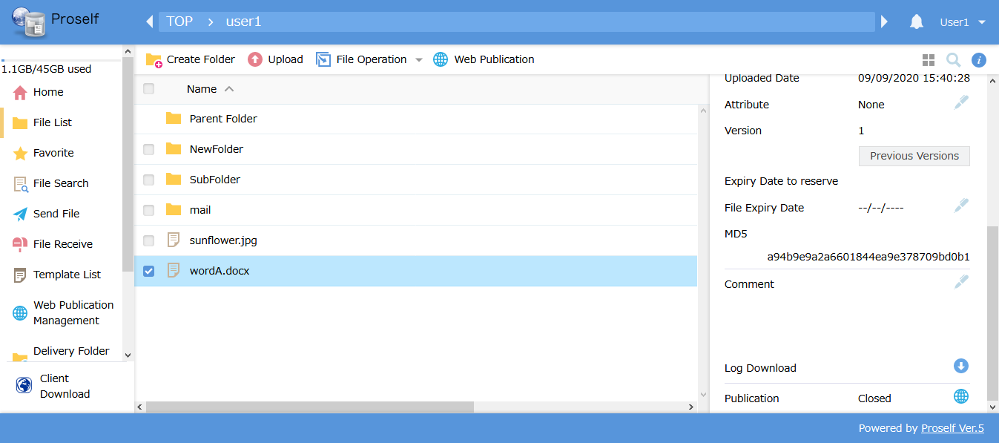 Proself
TOP > user1
User1
1.1GB/45GB used
Home
File List
Favorite
File Search
Send File
File Receive
Template List
Web Publication
Management
Delivery Folder
Client
Download
Create Folder
Upload
File Operation
Web Publication
Name
Parent Folder
NewFolder
SubFolder
mail
sunflower.jpg
wordA.docx
Uploaded Date 09/09/2020 15:40:28
Attribute None
Version 1
Previous Versions
Expiry Date to reserve
File Expiry Date --/--/----
MD5
a94b9e9a2a6601844ea9e378709bd0b1
Comment
Log Download
Publication Closed
Powered by Proself Ver.5